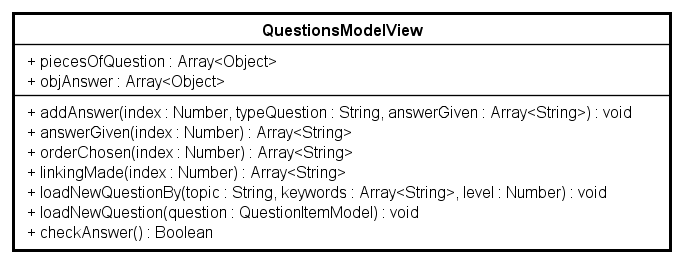 QuestionsModelView
+ piecesOfQuestion : Array<Object>
+ objAnswer : Array<Object>
+ addAnswer(index : Number, typeQuestion : String, answerGiven : Array<String>) : void
+ answerGiven(index : Number) : Array<String>
+ orderChosen(index : Number) : Array<String>
+ linkingMade(index : Number) : Array<String>
+ loadNewQuestionBy(topic : String, keywords : Array<String>, level : Number) : void
+ loadNewQuestion(question : QuestionItemModel) : void
+ checkAnswer() : Boolean